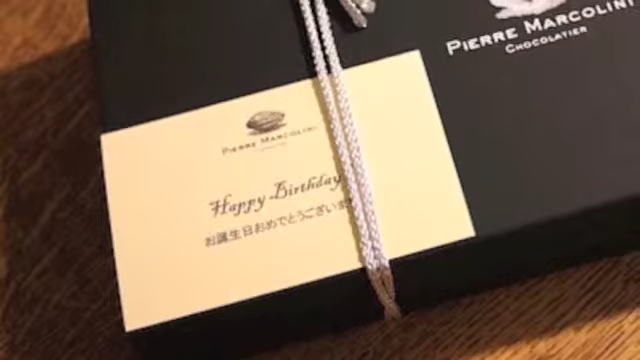 PIERRE MARCOLINI
CHOCOLATIER
PIERRE MARCOLINI
Happy Birthday
お誕生日おめでとうございま